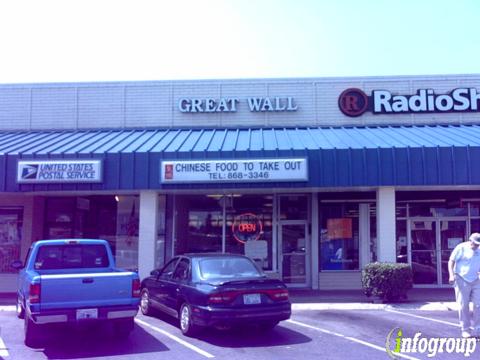 GREAT WALL
R RadioSh
UNITED STATES
POSTAL SERVICE
CHINESE FOOD TO TAKE OUT
TEL: 868-3346
OPEN
infogroup